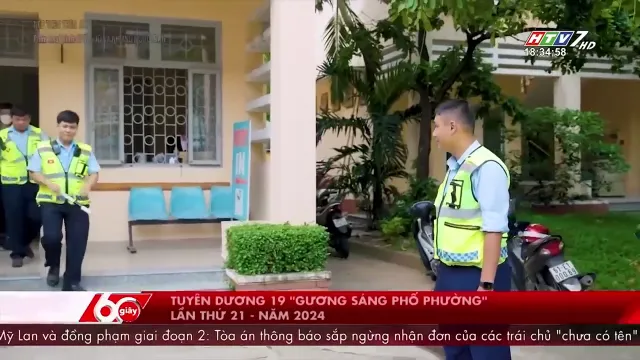 HTV7 HD
18:34:58
60 giây
TUYÊN DƯƠNG 19 "GƯƠNG SÁNG PHỐ PHƯỜNG"
LẦN THỨ 21 - NĂM 2024
Mỹ Lan và đồng phạm giai đoạn 2: Tòa án thông báo sắp ngừng nhận đơn của các trái chủ "chưa có tên"